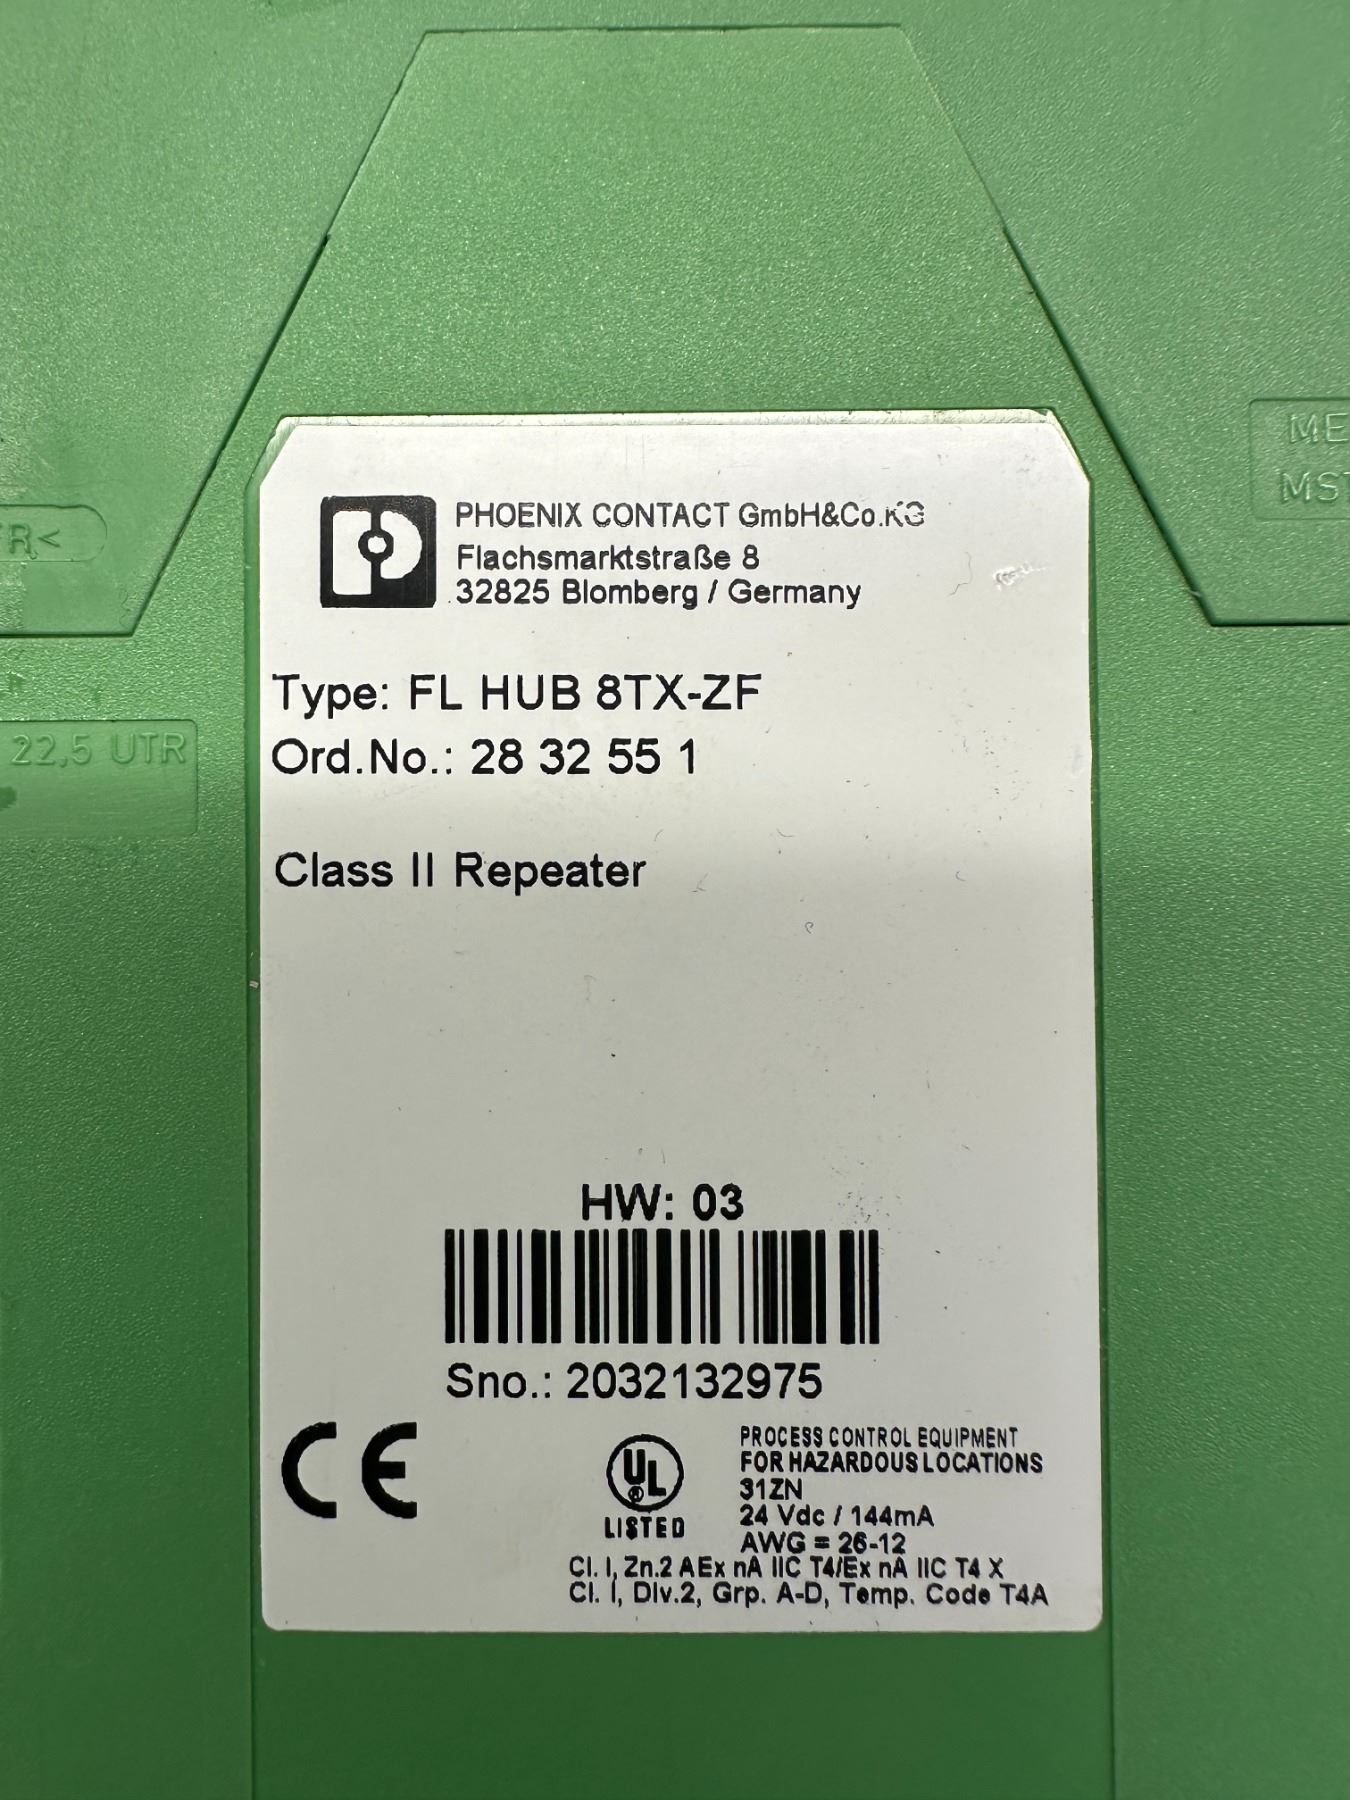 PHOENIX CONTACT GmbH&Co.KG
Flachsmarktstraße 8
32825 Blomberg / Germany
Type: FL HUB 8TX-ZF
Ord.No.: 28 32 55 1
22,5 UTR
Class II Repeater
HW: 03
Sno.: 2032132975
CE
UL
®
LISTED
PROCESS CONTROL EQUIPMENT
FOR HAZARDOUS LOCATIONS
31ZN
24 Vdc / 144mA
AWG = 26-12
Cl. I, Zn.2 AEx nA IIC T4/Ex nA IIC T4 X
Cl. I, Div.2, Grp. A-D, Temp. Code T4A